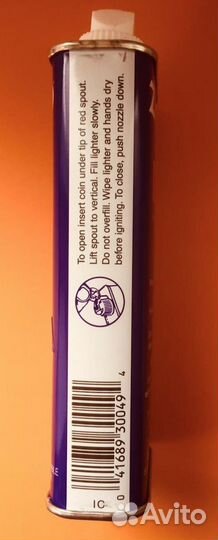 To open insert coin under tip of red spout.
Lift spout to vertical. Fill lighter slowly.
Do not overfill. Wipe lighter and hands dry
before igniting. To close, push nozzle down.
0 41689 30049 4
IC
Avito